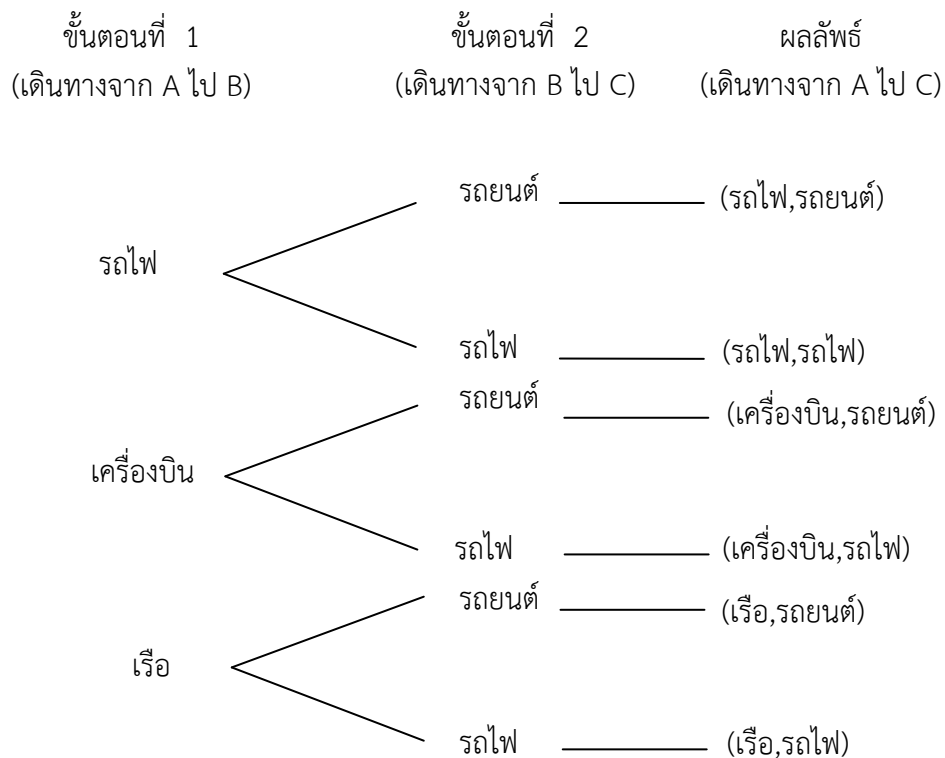 ขั้นตอนที่ 1 ขั้นตอนที่ 2 ผลลัพธ์
(เดินทางจาก A ไป B) (เดินทางจาก B ไป C) (เดินทางจาก A ไป C)
รถยนต์ (รถไฟ,รถยนต์)
รถไฟ
รถไฟ (รถไฟ,รถไฟ)
รถยนต์ (เครื่องบิน,รถยนต์)
เครื่องบิน
รถไฟ (เครื่องบิน,รถไฟ)
รถยนต์ (เรือ,รถยนต์)
เรือ
รถไฟ (เรือ,รถไฟ)